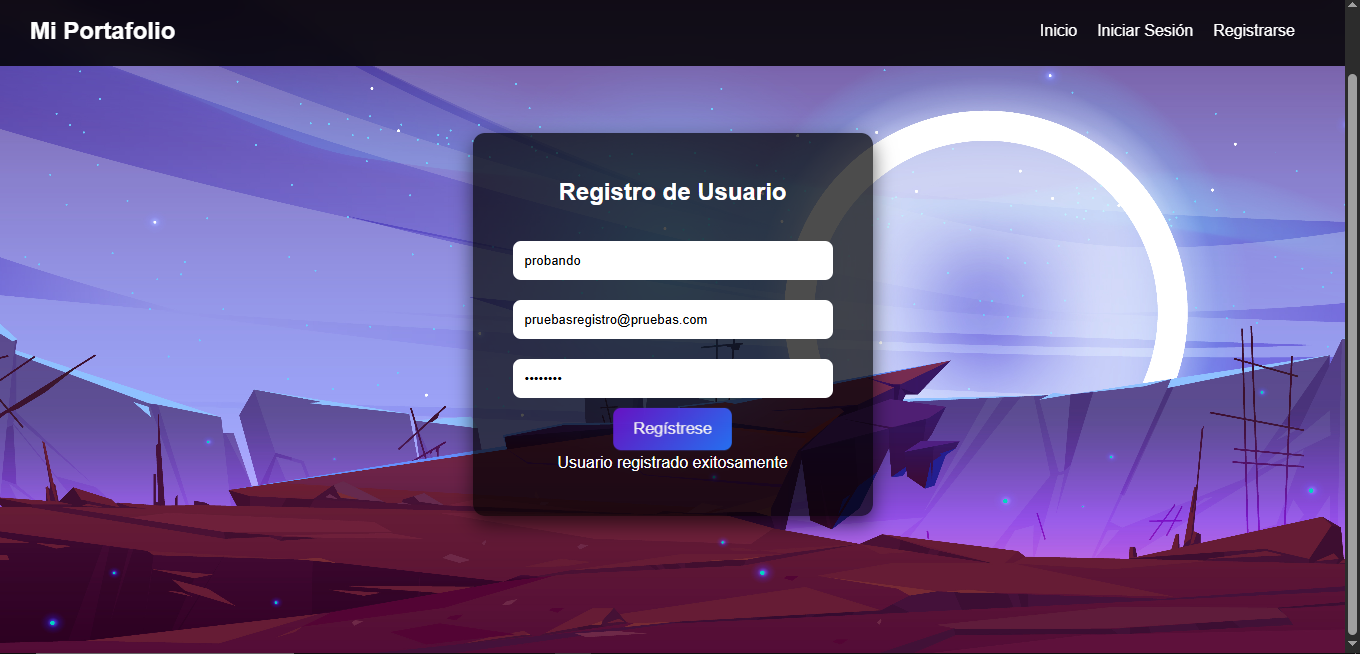 Mi Portafolio
Inicio Iniciar Sesión Registrarse
Registro de Usuario
probando
pruebasregistro@pruebas.com
••••••••
Regístrese
Usuario registrado exitosamente